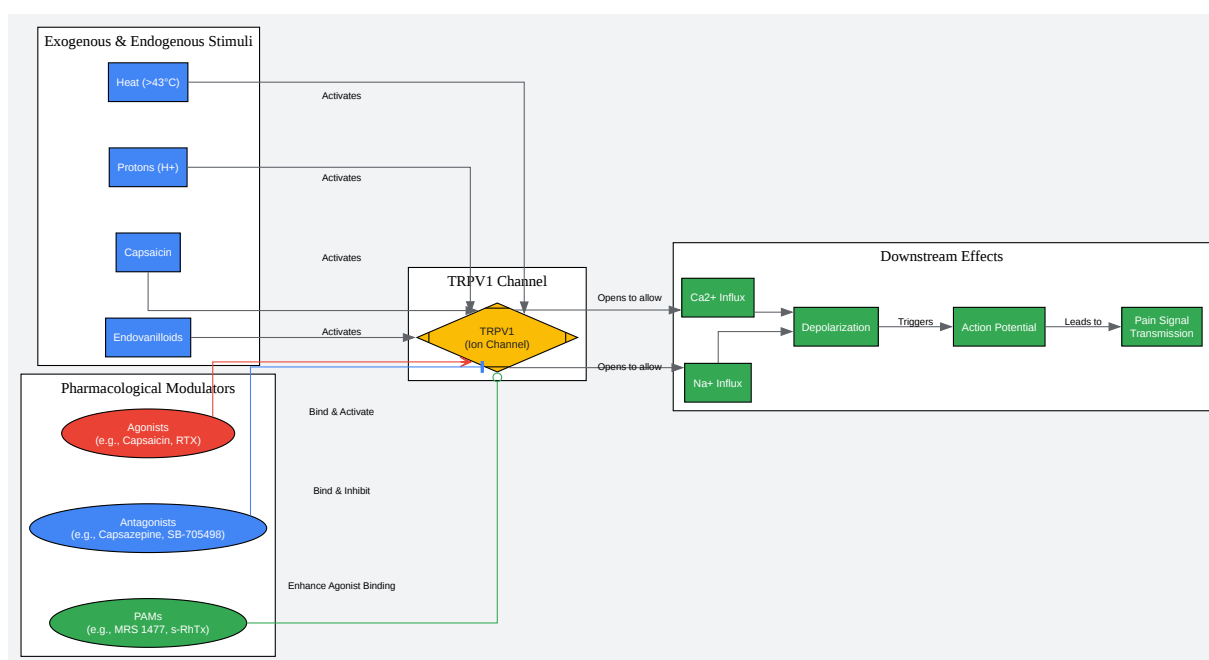 Exogenous & Endogenous Stimuli
Heat (>43°C)
Activates
Protons (H+)
Activates
Capsaicin
Activates
Endovanilloids
Activates
TRPV1 Channel
TRPV1
(Ion Channel)
Opens to allow
Opens to allow
Downstream Effects
Ca2+ Influx
Na+ Influx
Depolarization
Triggers
Action Potential
Leads to
Pain Signal
Transmission
Pharmacological Modulators
Agonists
(e.g., Capsaicin, RTX)
Bind & Activate
Antagonists
(e.g., Capsazepine, SB-705498)
Bind & Inhibit
PAMs
(e.g., MRS 1477, s-RhTx)
Enhance Agonist Binding